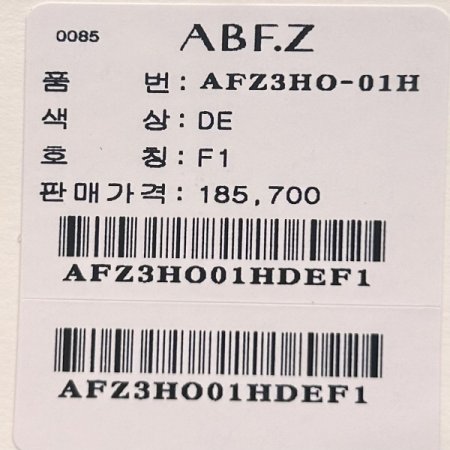 0085 ABF.Z
품 번: AFZ3HO-01H
색 상: DE
호 칭: F1
판매가격: 185,700
AFZ3HO01HDEF1
AFZ3HO01HDEF1